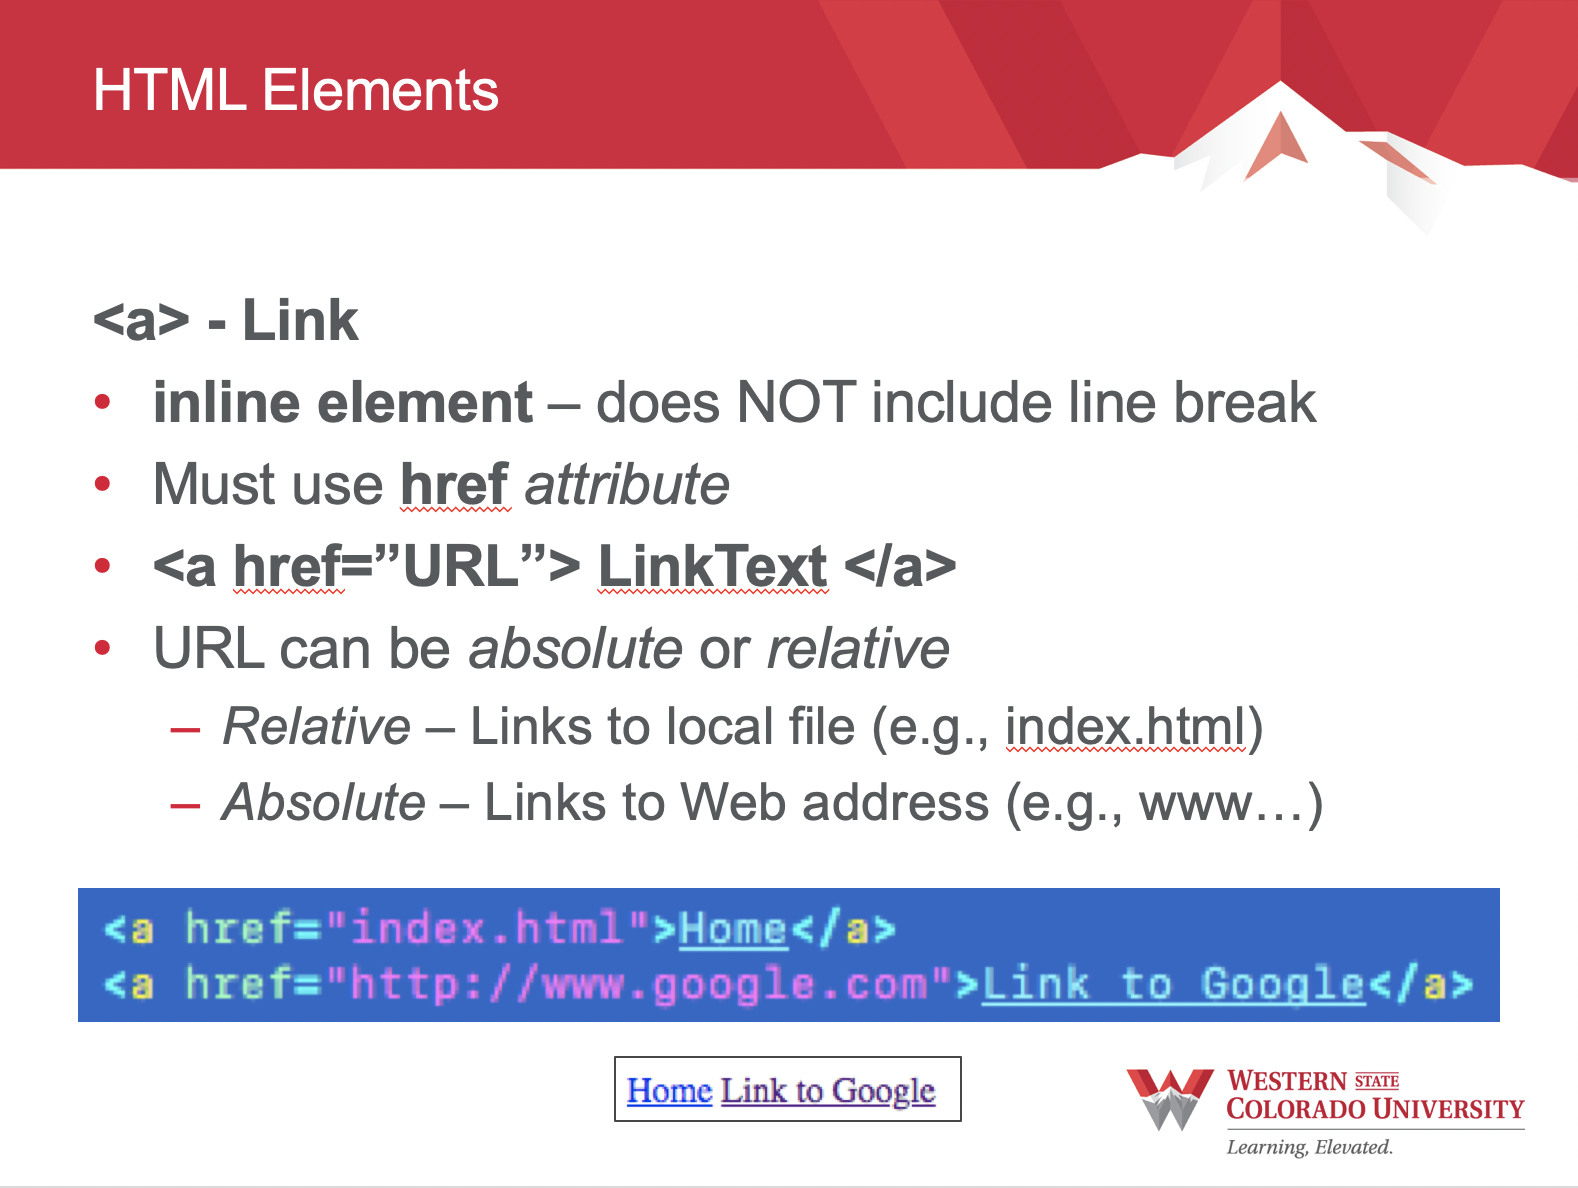 HTML Elements
<a> - Link
• inline element – does NOT include line break
• Must use href attribute
• <a href=”URL”> LinkText </a>
• URL can be absolute or relative
– Relative – Links to local file (e.g., index.html)
– Absolute – Links to Web address (e.g., www…)
<a href="index.html">Home</a>
<a href="http://www.google.com">Link to Google</a>
Home Link to Google
WESTERN STATE
COLORADO UNIVERSITY
Learning, Elevated.